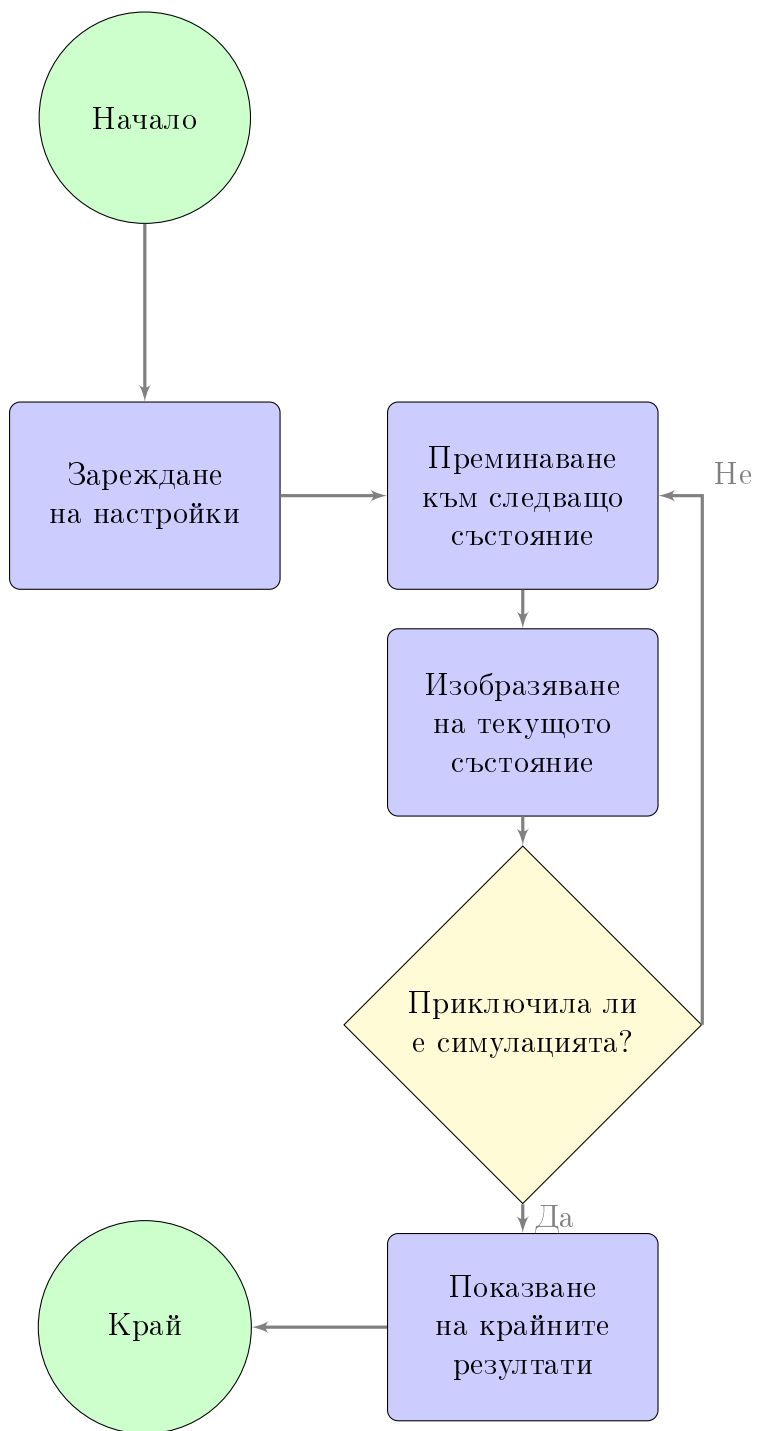 Начало
Зареждане
на настройки
Преминаване
към следващо
състояние
Не
Изобразяване
на текущото
състояние
Приключила ли
е симулацията?
Да
Показване
на крайните
резултати
Край